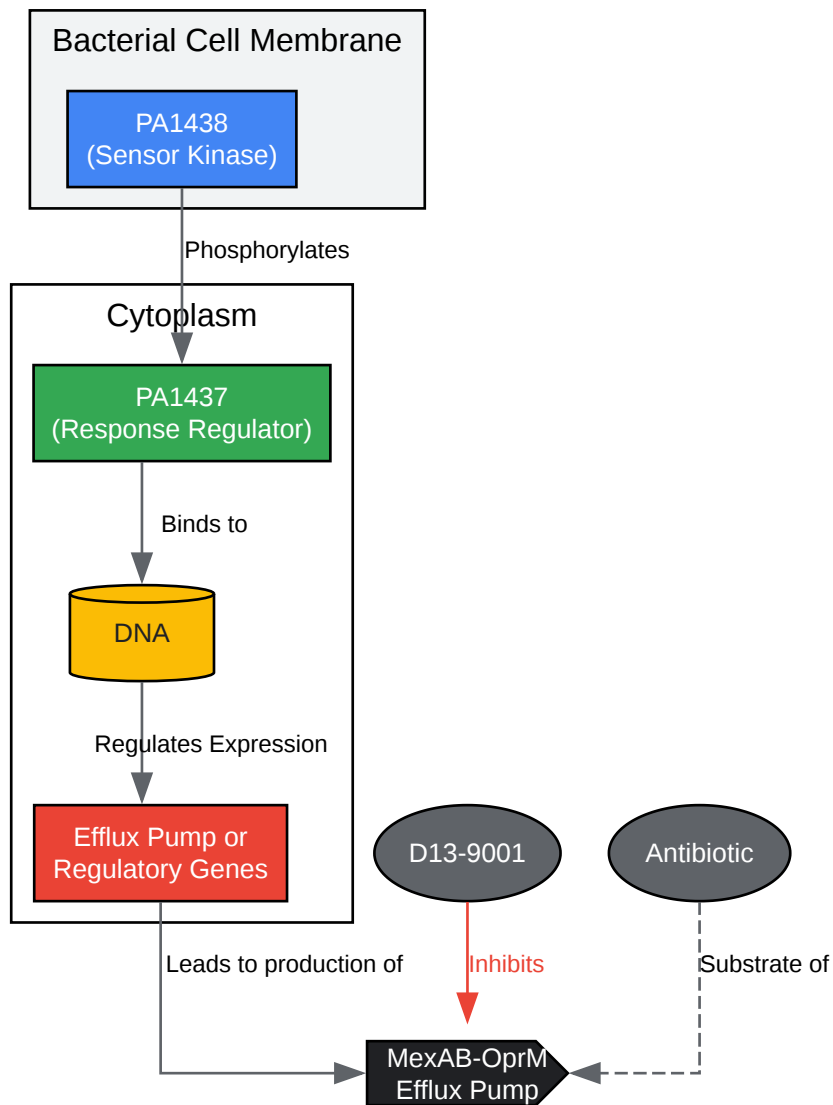 Bacterial Cell Membrane
PA1438
(Sensor Kinase)
Phosphorylates
Cytoplasm
PA1437
(Response Regulator)
Binds to
DNA
Regulates Expression
Efflux Pump or
Regulatory Genes
D13-9001
Antibiotic
Leads to production of
Inhibits
Substrate of
MexAB-OprM
Efflux Pump